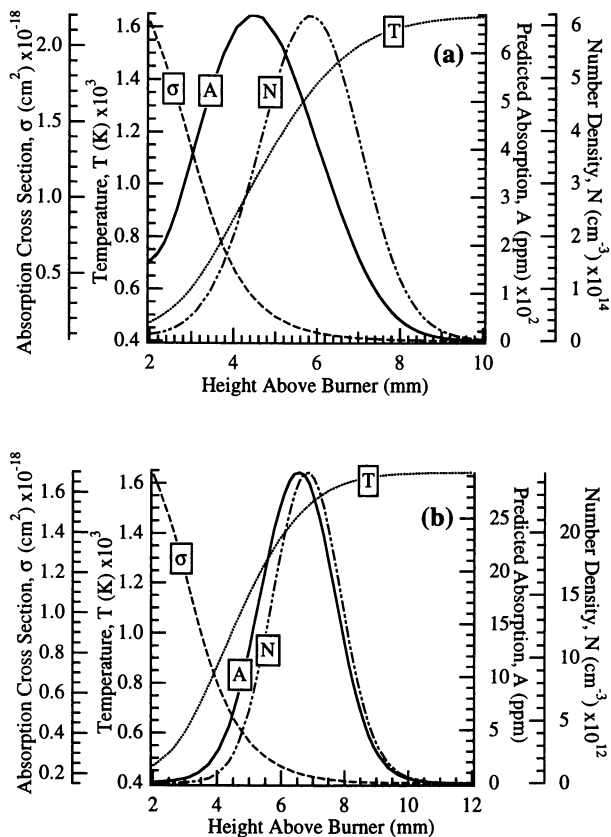 Absorption Cross Section, σ (cm²) x10⁻¹⁸
2.0
1.5
1.0
0.5
Temperature, T (K) x10³
1.6
1.4
1.2
1.0
0.8
0.6
0.4
σ
A
N
T
(a)
6
5
4
3
2
1
0
Predicted Absorption, A (ppm) x10²
6
5
4
3
2
1
0
Number Density, N (cm⁻³) x10¹⁴
2 4 6 8 10
Height Above Burner (mm)
Absorption Cross Section, σ (cm²) x10⁻¹⁸
1.6
1.4
1.2
1.0
0.8
0.6
0.4
0.2
Temperature, T (K) x10³
1.6
1.4
1.2
1.0
0.8
0.6
0.4
σ
A
N
T
(b)
25
20
15
10
5
0
Predicted Absorption, A (ppm)
20
15
10
5
0
Number Density, N (cm⁻³) x10¹²
2 4 6 8 10 12
Height Above Burner (mm)